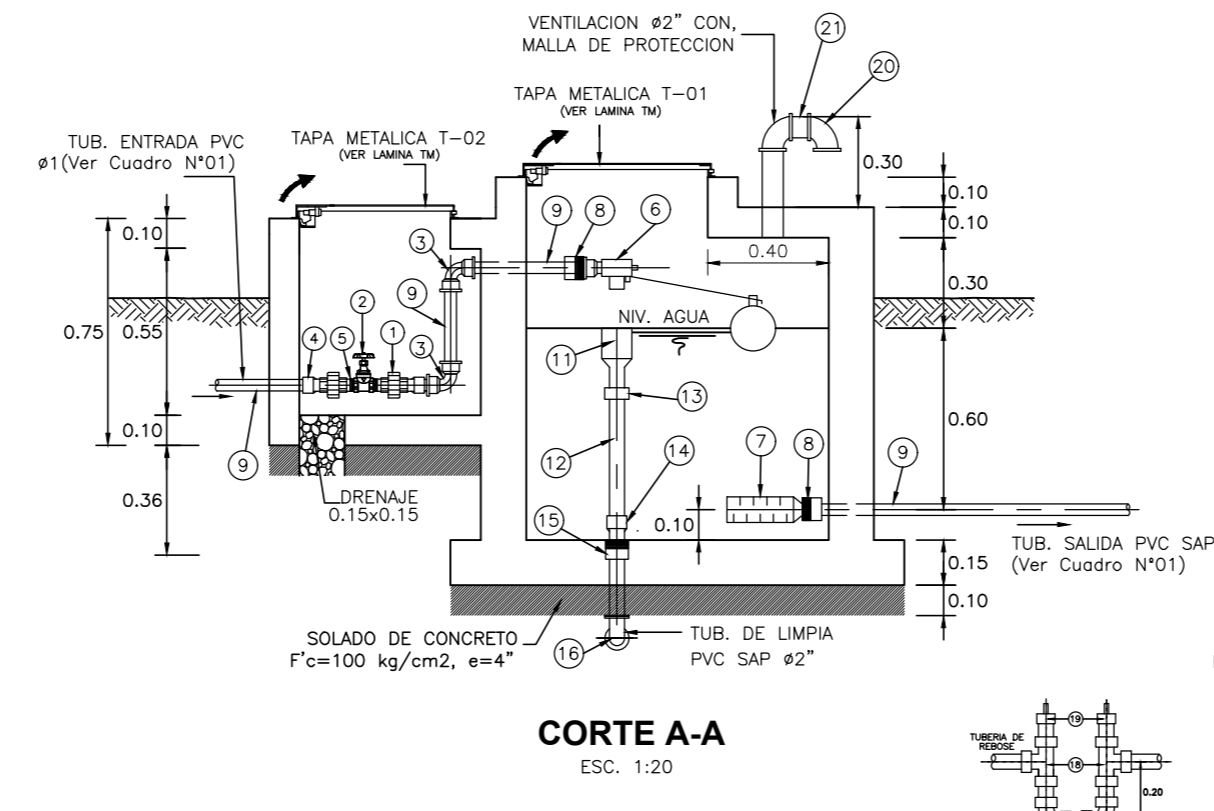 VENTILACION ø2" CON,
MALLA DE PROTECCION
21
20
TAPA METALICA T-01
(VER LAMINA TM)
TUB. ENTRADA PVC
ø1(Ver Cuadro N°01)
TAPA METALICA T-02
(VER LAMINA TM)
0.30
0.10
0.10
0.10
9
8
6
3
0.40
0.30
2
9
NIV. AGUA
0.75
0.55
4
5
1
3
11
13
0.60
0.10
9
12
14
7
8
9
0.36
DRENAJE
0.15x0.15
15
0.10
TUB. SALIDA PVC SAP
(Ver Cuadro N°01)
0.15
0.10
SOLADO DE CONCRETO
F'c=100 kg/cm2, e=4"
16
TUB. DE LIMPIA
PVC SAP ø2"
CORTE A-A
ESC. 1:20
19
TUBERIA DE
REBOSE
18
0.20